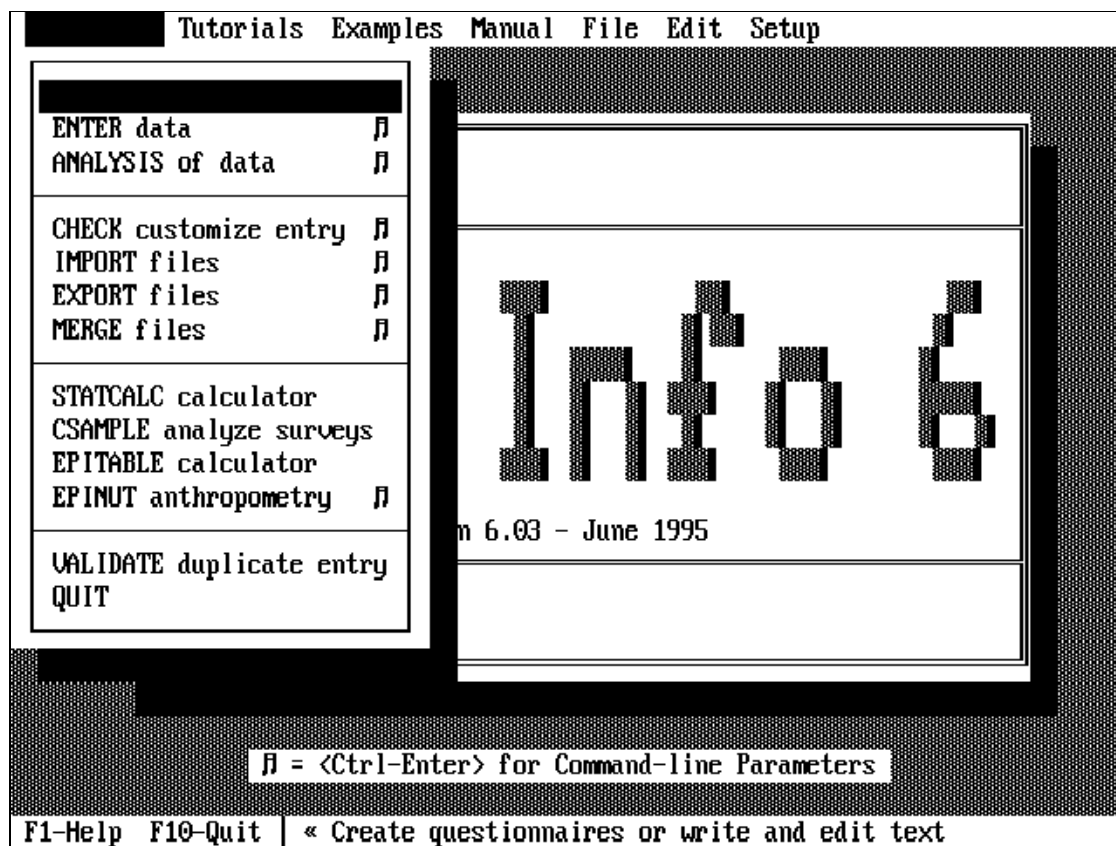 Tutorials Examples Manual File Edit Setup
ENTER data ♬
ANALYSIS of data ♬
CHECK customize entry ♬
IMPORT files ♬
EXPORT files ♬
MERGE files ♬
STATCALC calculator
CSAMPLE analyze surveys
EPITABLE calculator
EPINUT anthropometry ♬
VALIDATE duplicate entry
QUIT
Info 6
n 6.03 - June 1995
♬ = <Ctrl-Enter> for Command-line Parameters
F1-Help F10-Quit │ « Create questionnaires or write and edit text